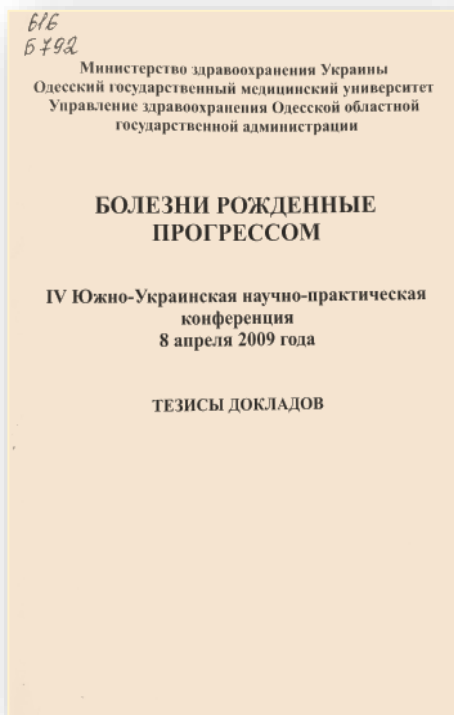 616
Б 792
Министерство здравоохранения Украины
Одесский государственный медицинский университет
Управление здравоохранения Одесской областной
государственной администрации
БОЛЕЗНИ РОЖДЕННЫЕ
ПРОГРЕССОМ
IV Южно-Украинская научно-практическая
конференция
8 апреля 2009 года
ТЕЗИСЫ ДОКЛАДОВ